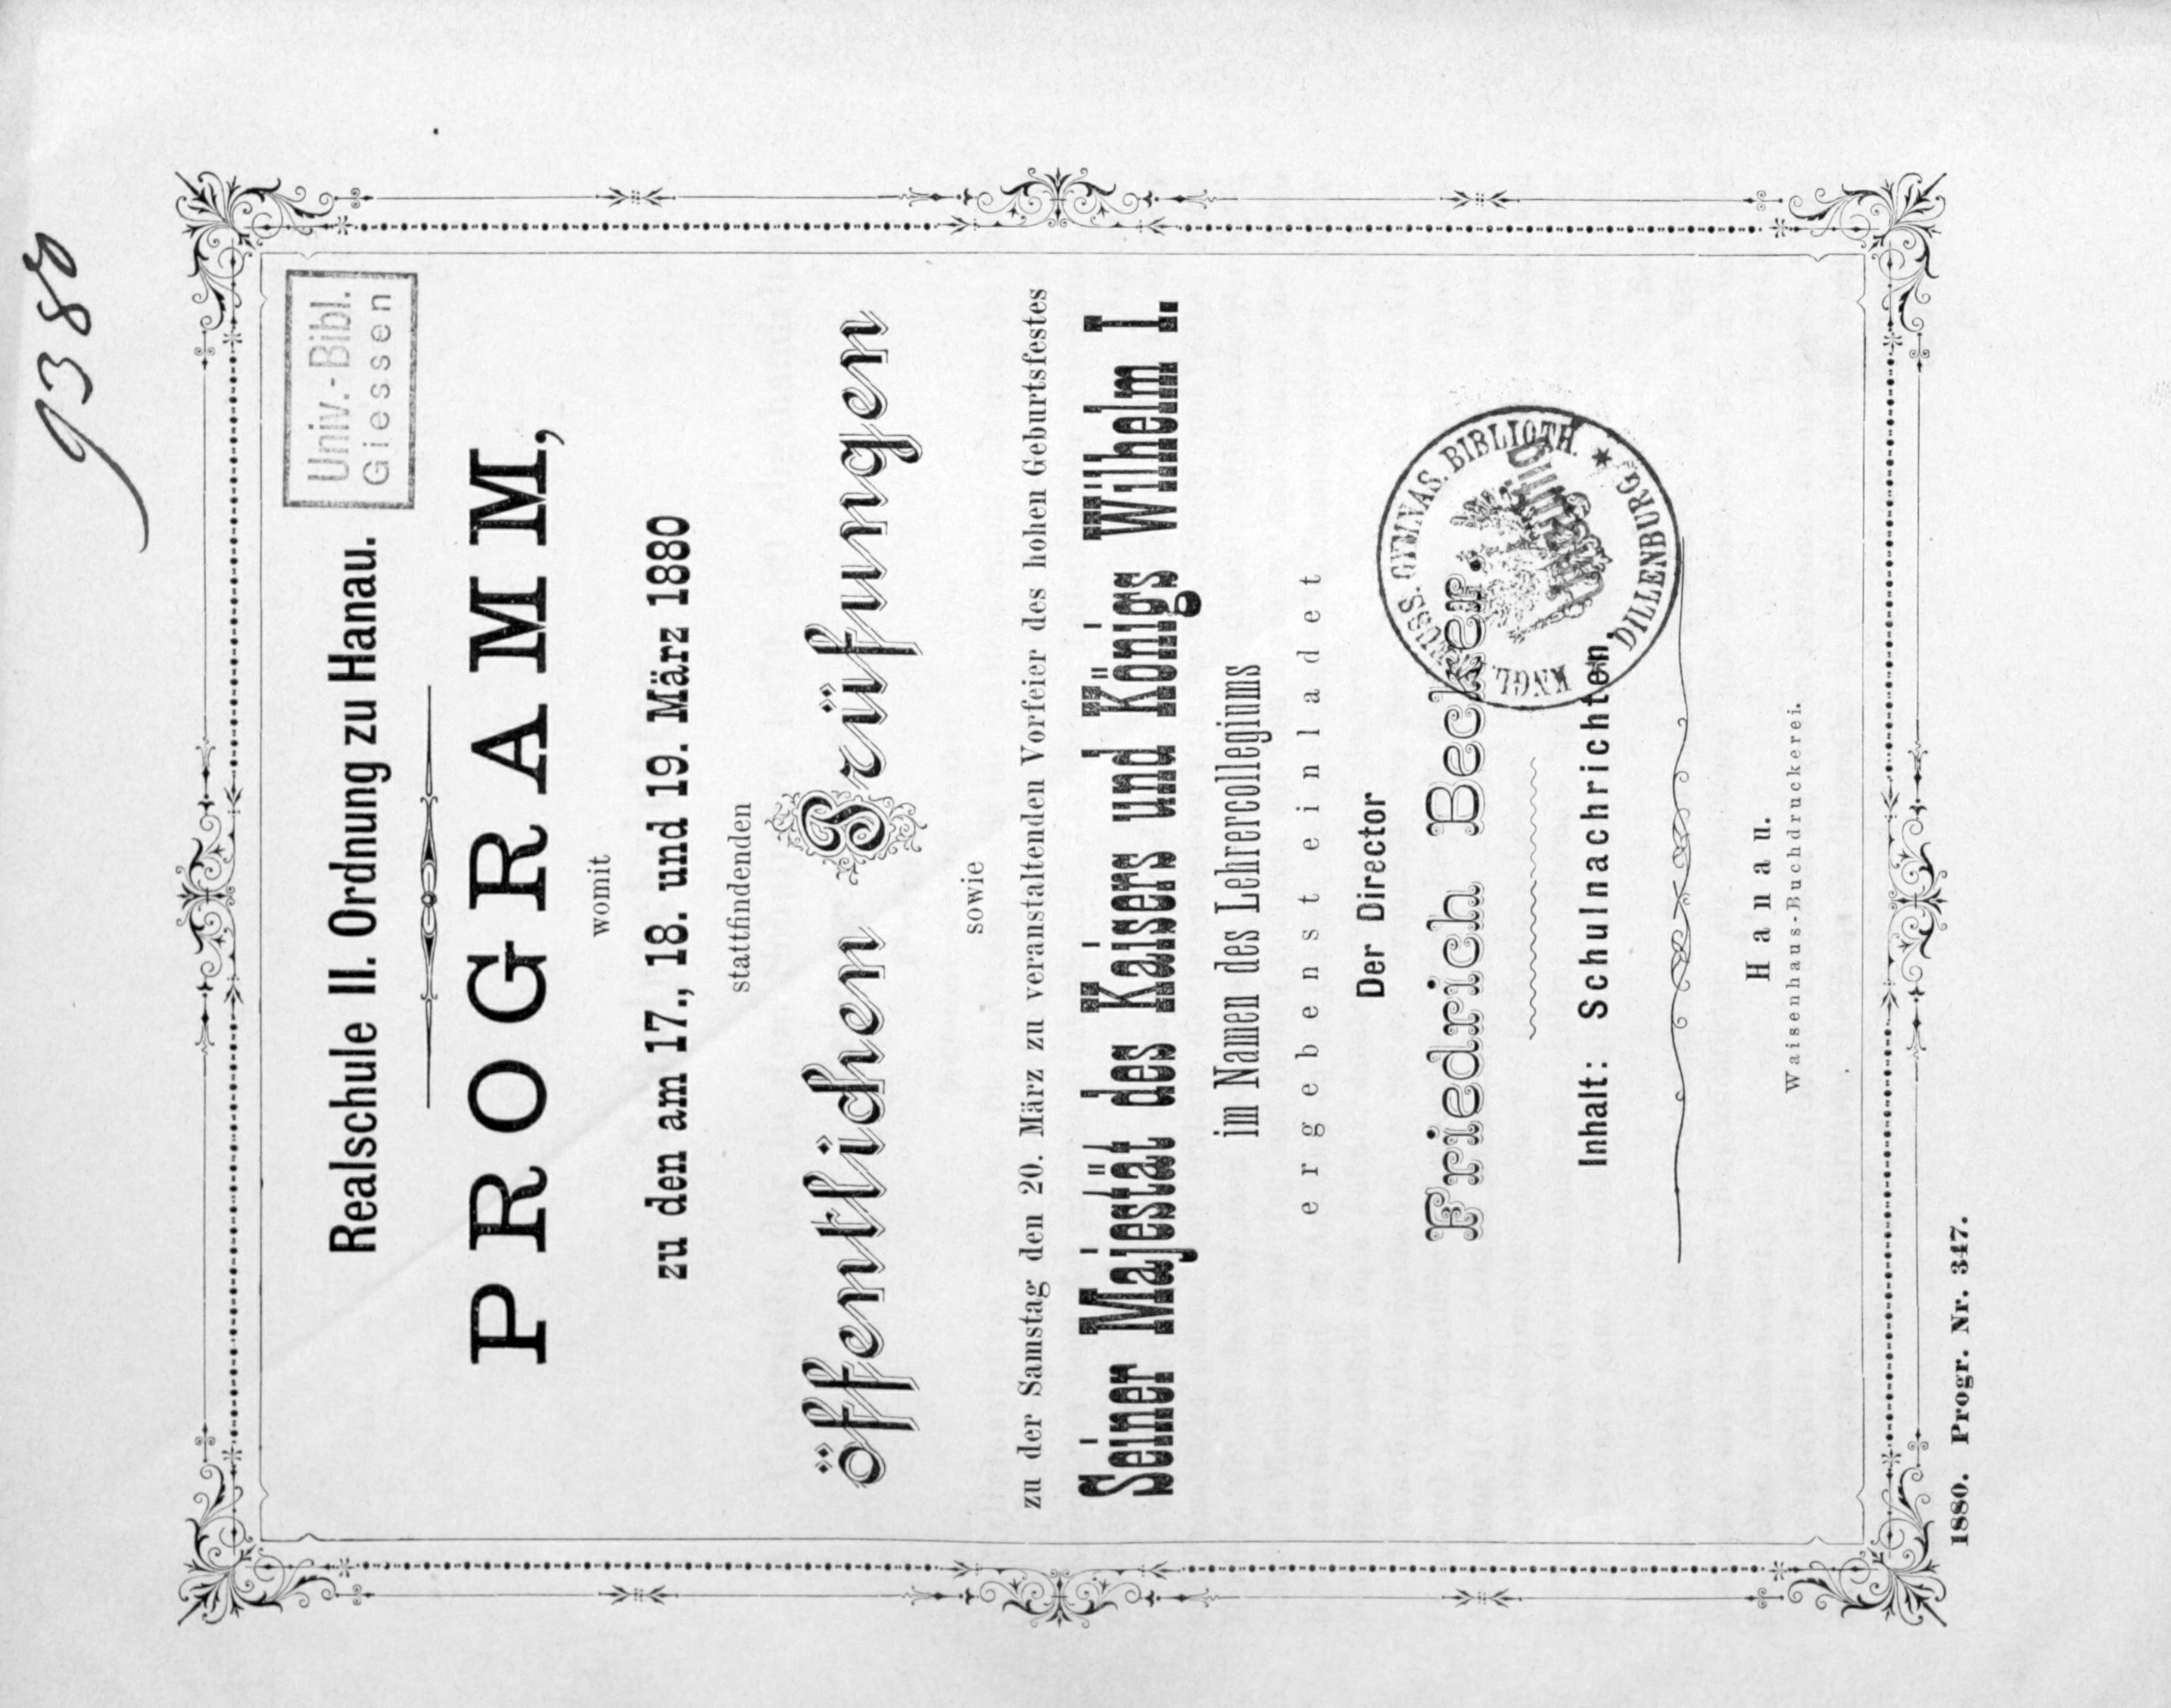 9380
Univ.-Bibl.
Giessen
Realschule III. Ordnung zu Hanau.
PROGRAMM,
womit
zu den am 17., 18. und 19. März 1880
stattfindenden
öffentlichen Prüfungen
sowie
zu der Samstag den 20. März zu veranstaltenden Vorfeier des hohen Geburtsfestes
Seiner Majestät des Kaisers und Königs Wilhelm I.
im Namen des Lehrercollegiums
ergebenst einladet
Der Director
Friedrich Becker.
KNGL. PREUSS. GYMNAS. BIBLIOTH. DILLENBURG
Inhalt: Schulnachrichten.
Hanau.
Waisenhaus-Buchdruckerei.
1880. Progr. Nr. 347.